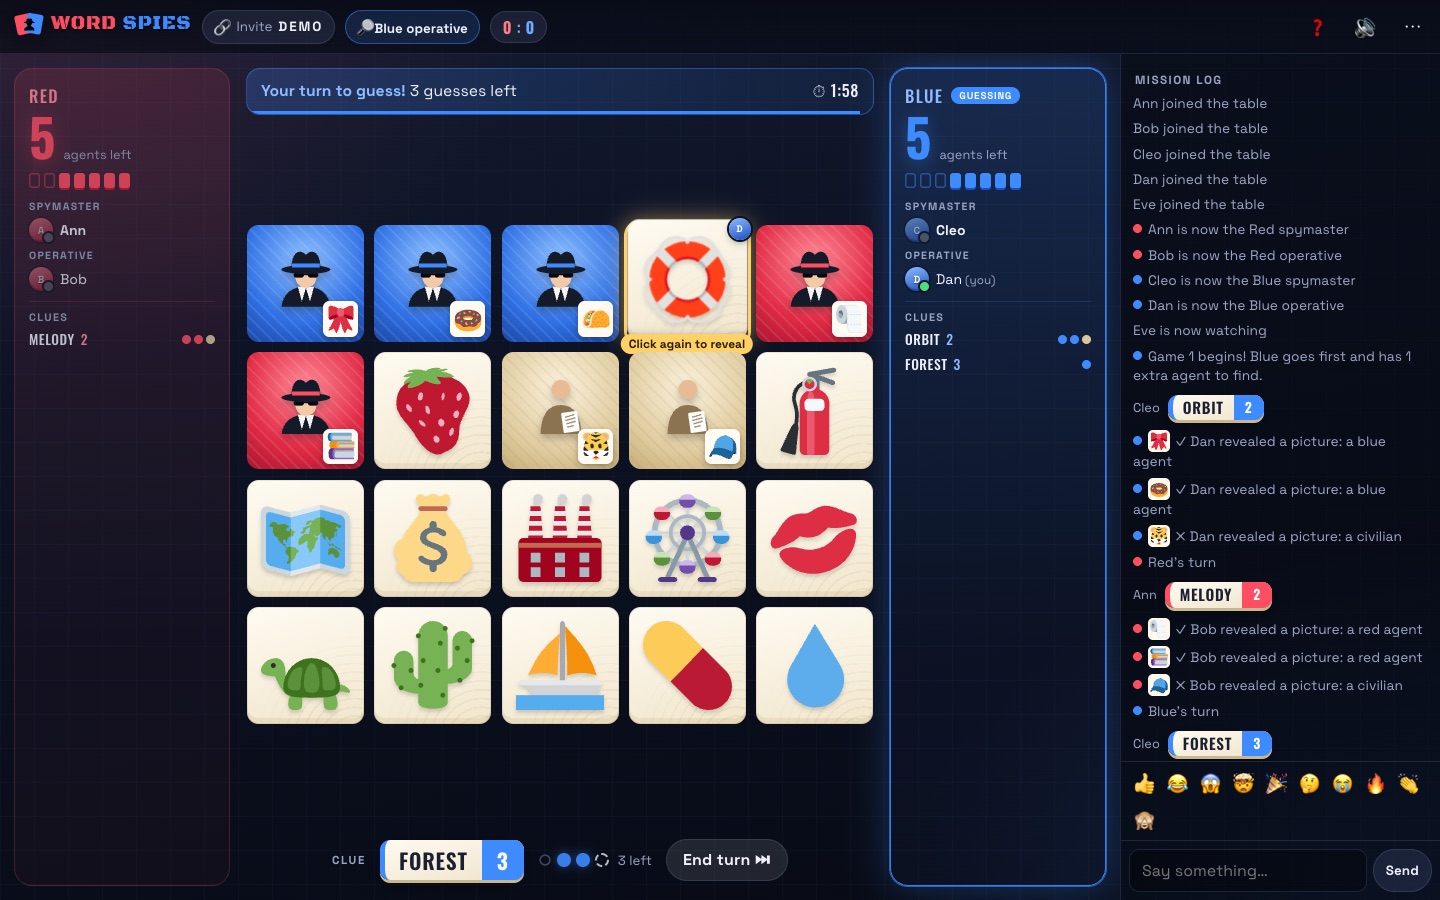 WORD SPIES
Invite DEMO
Blue operative
0 : 0
?
RED
5 agents left
SPYMASTER
A Ann
OPERATIVE
B Bob
CLUES
MELODY 2
Your turn to guess! 3 guesses left
1:58
D
Click again to reveal
$
CLUE
FOREST 3
3 left
End turn
BLUE GUESSING
5 agents left
SPYMASTER
C Cleo
OPERATIVE
D Dan (you)
CLUES
ORBIT 2
FOREST 3
MISSION LOG
Ann joined the table
Bob joined the table
Cleo joined the table
Dan joined the table
Eve joined the table
Ann is now the Red spymaster
Bob is now the Red operative
Cleo is now the Blue spymaster
Dan is now the Blue operative
Eve is now watching
Game 1 begins! Blue goes first and has 1
extra agent to find.
Cleo ORBIT 2
✓ Dan revealed a picture: a blue
agent
✓ Dan revealed a picture: a blue
agent
✕ Dan revealed a picture: a civilian
Red's turn
Ann MELODY 2
✓ Bob revealed a picture: a red agent
✓ Bob revealed a picture: a red agent
✕ Bob revealed a picture: a civilian
Blue's turn
Cleo FOREST 3
Say something...
Send